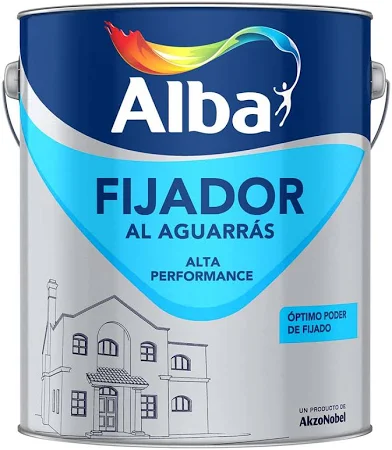 Alba
FIJADOR
AL AGUARRÁS
ALTA
PERFORMANCE
ÓPTIMO PODER
DE FIJADO
UN PRODUCTO DE
AkzoNobel